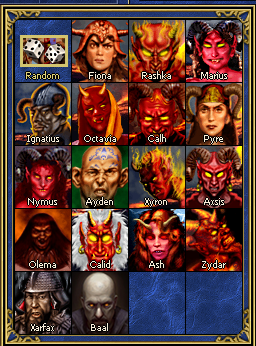 Random Fiona Rashka Marius
Ignatius Octavia Calh Pyre
Nymus Ayden Xyron Axsis
Olema Calid Ash Zydar
Xarfax Baal